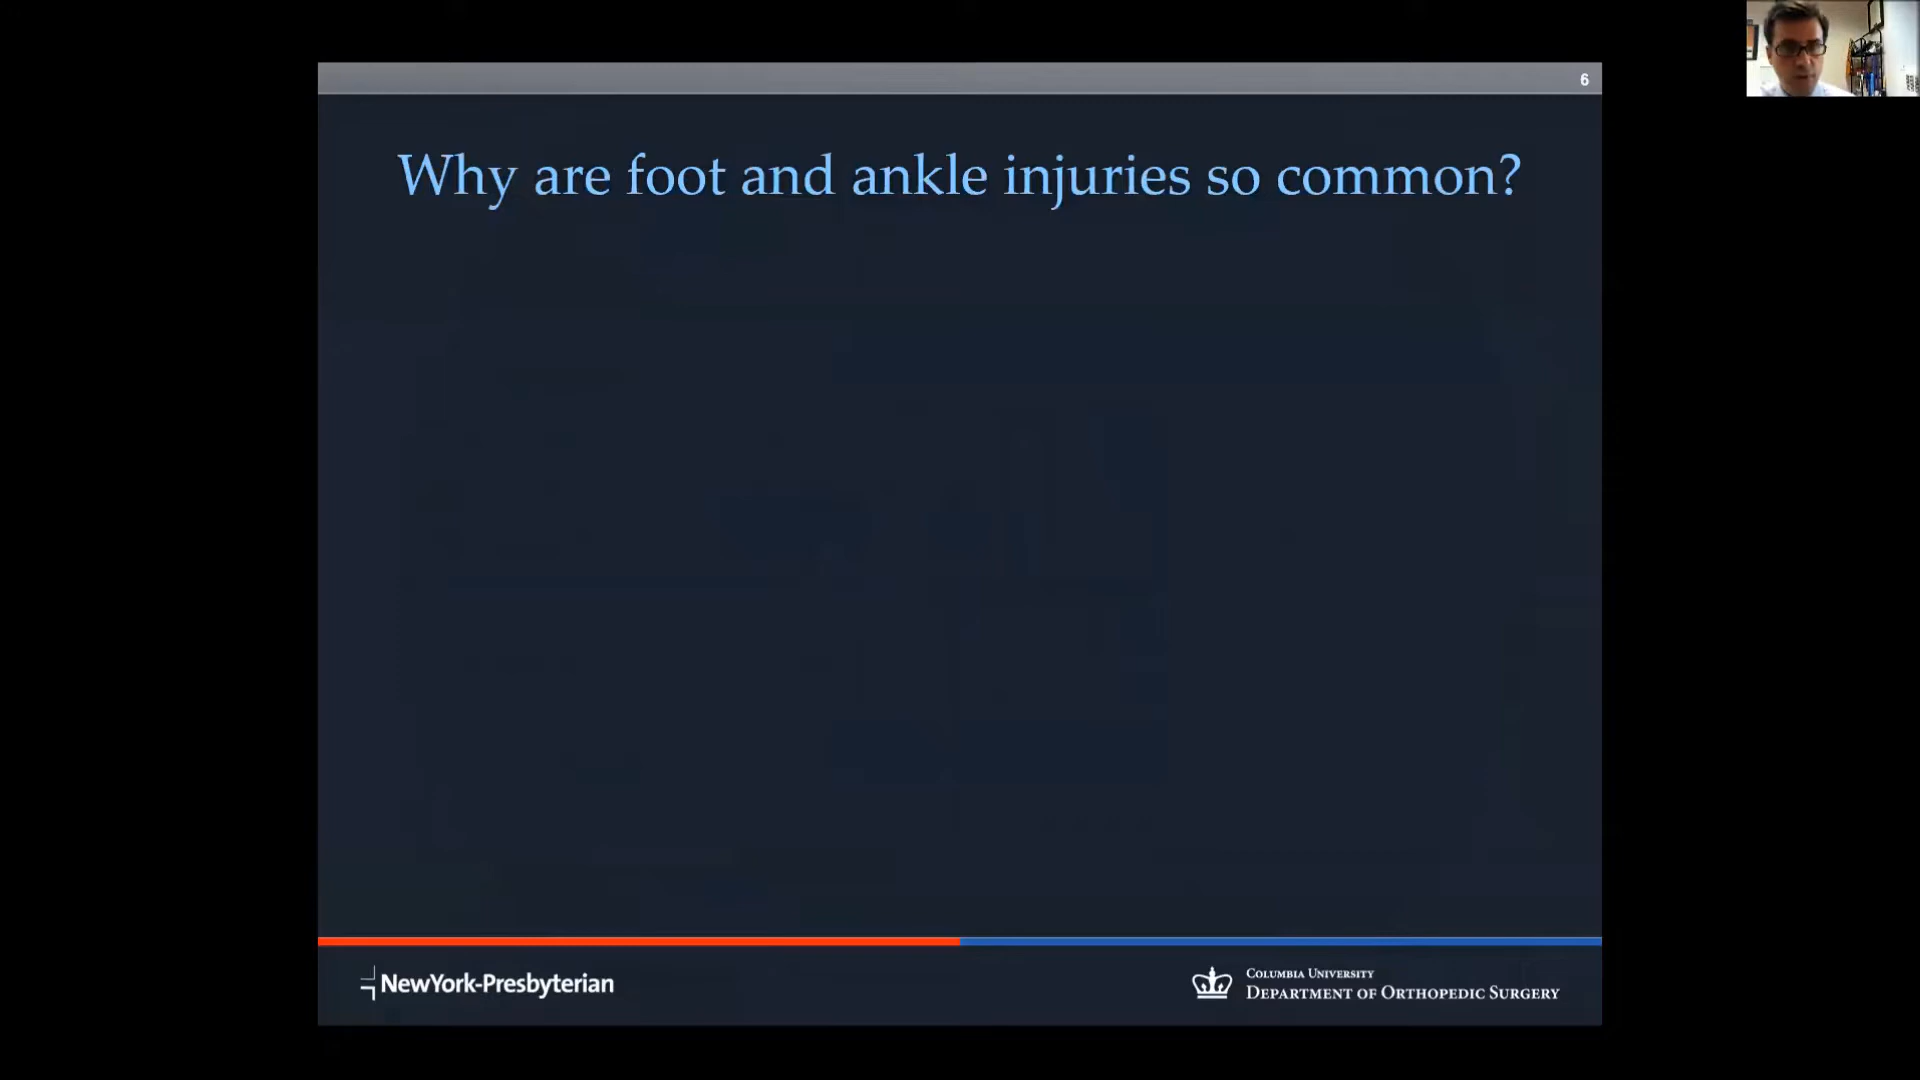 6
Why are foot and ankle injuries so common?
NewYork-Presbyterian
COLUMBIA UNIVERSITY
DEPARTMENT OF ORTHOPEDIC SURGERY